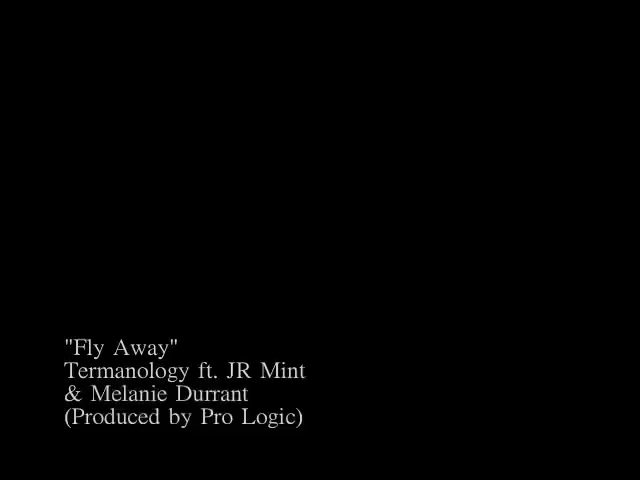 "Fly Away"
Termanology ft. JR Mint
& Melanie Durrant
(Produced by Pro Logic)